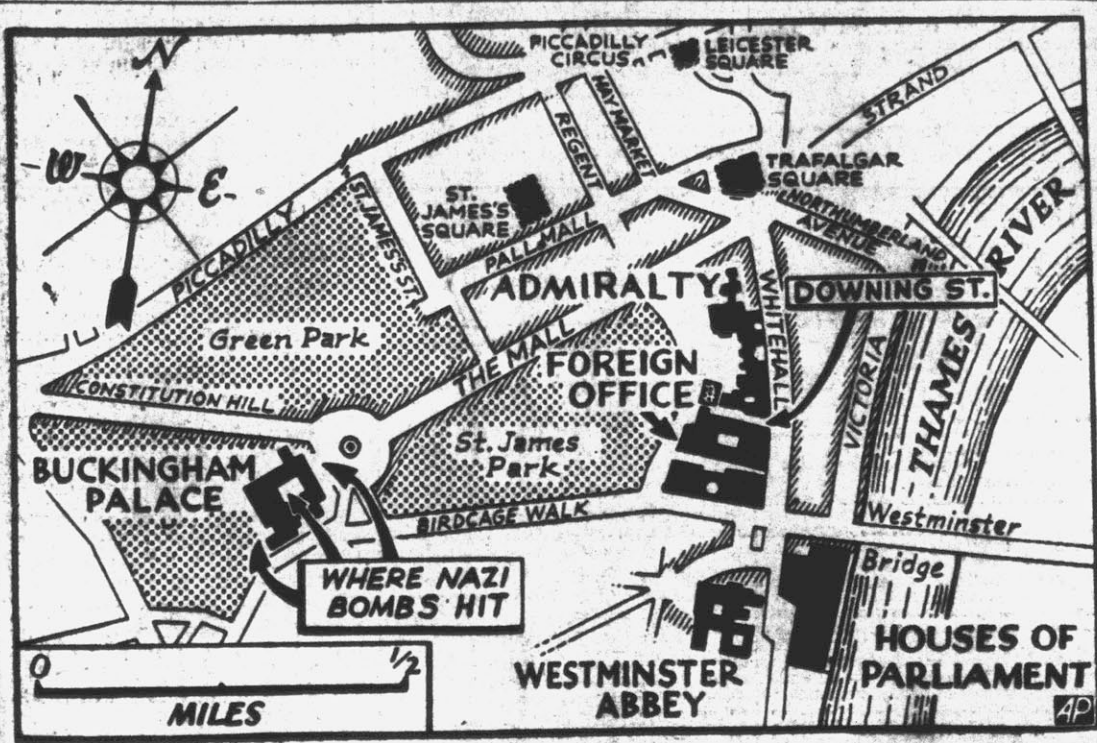 N
W
E
PICCADILLY
CIRCUS
LEICESTER
SQUARE
STRAND
HAYMARKET
REGENT
TRAFALGAR
SQUARE
ST.
JAMES'S
SQUARE
PALL MALL
ST. JAMES ST.
PICCADILLY
NORTHUMBERLAND
AVENUE
THAMES RIVER
ADMIRALTY
WHITEHALL
DOWNING ST.
Green Park
THE MALL
FOREIGN
OFFICE
VICTORIA
CONSTITUTION HILL
St. James
Park
BUCKINGHAM
PALACE
BIRDCAGE WALK
Westminster
Bridge
WHERE NAZI
BOMBS HIT
HOUSES OF
PARLIAMENT
WESTMINSTER
ABBEY
0 1/2
MILES
AP